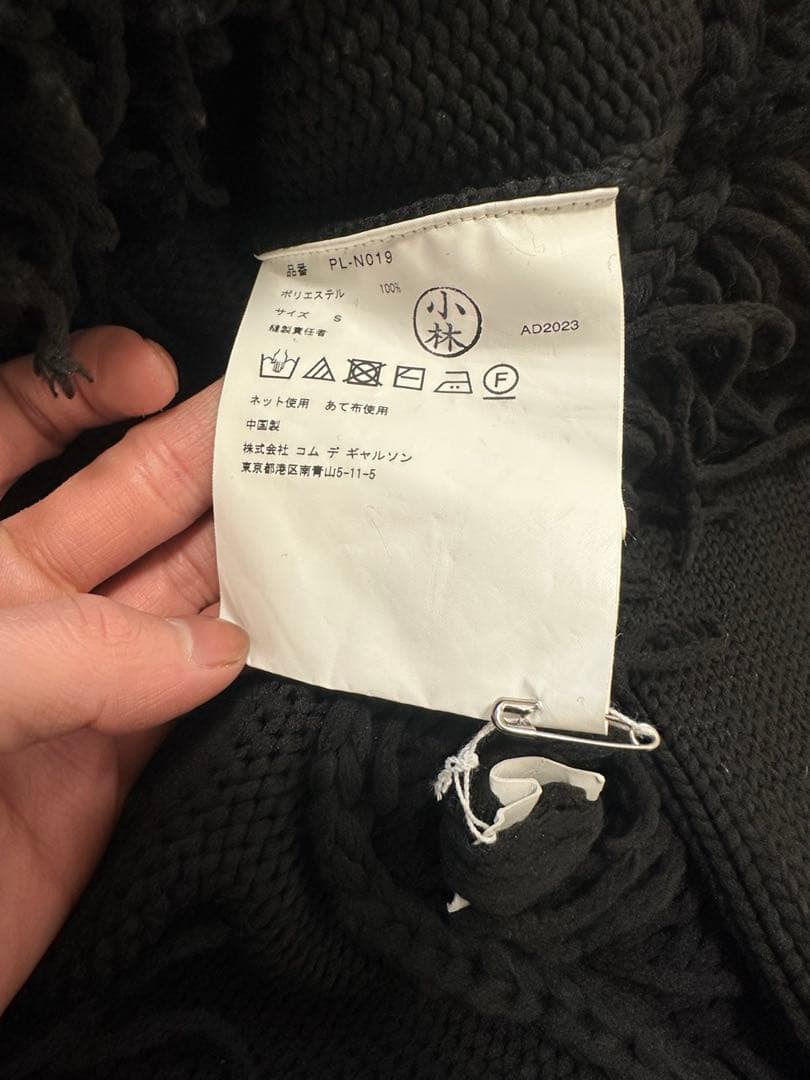 品番 PL-N019
ポリエステル 100%
サイズ S
縫製責任者 小林 AD2023
F
ネット使用 あて布使用
中国製
株式会社 コム デ ギャルソン
東京都港区南青山5-11-5